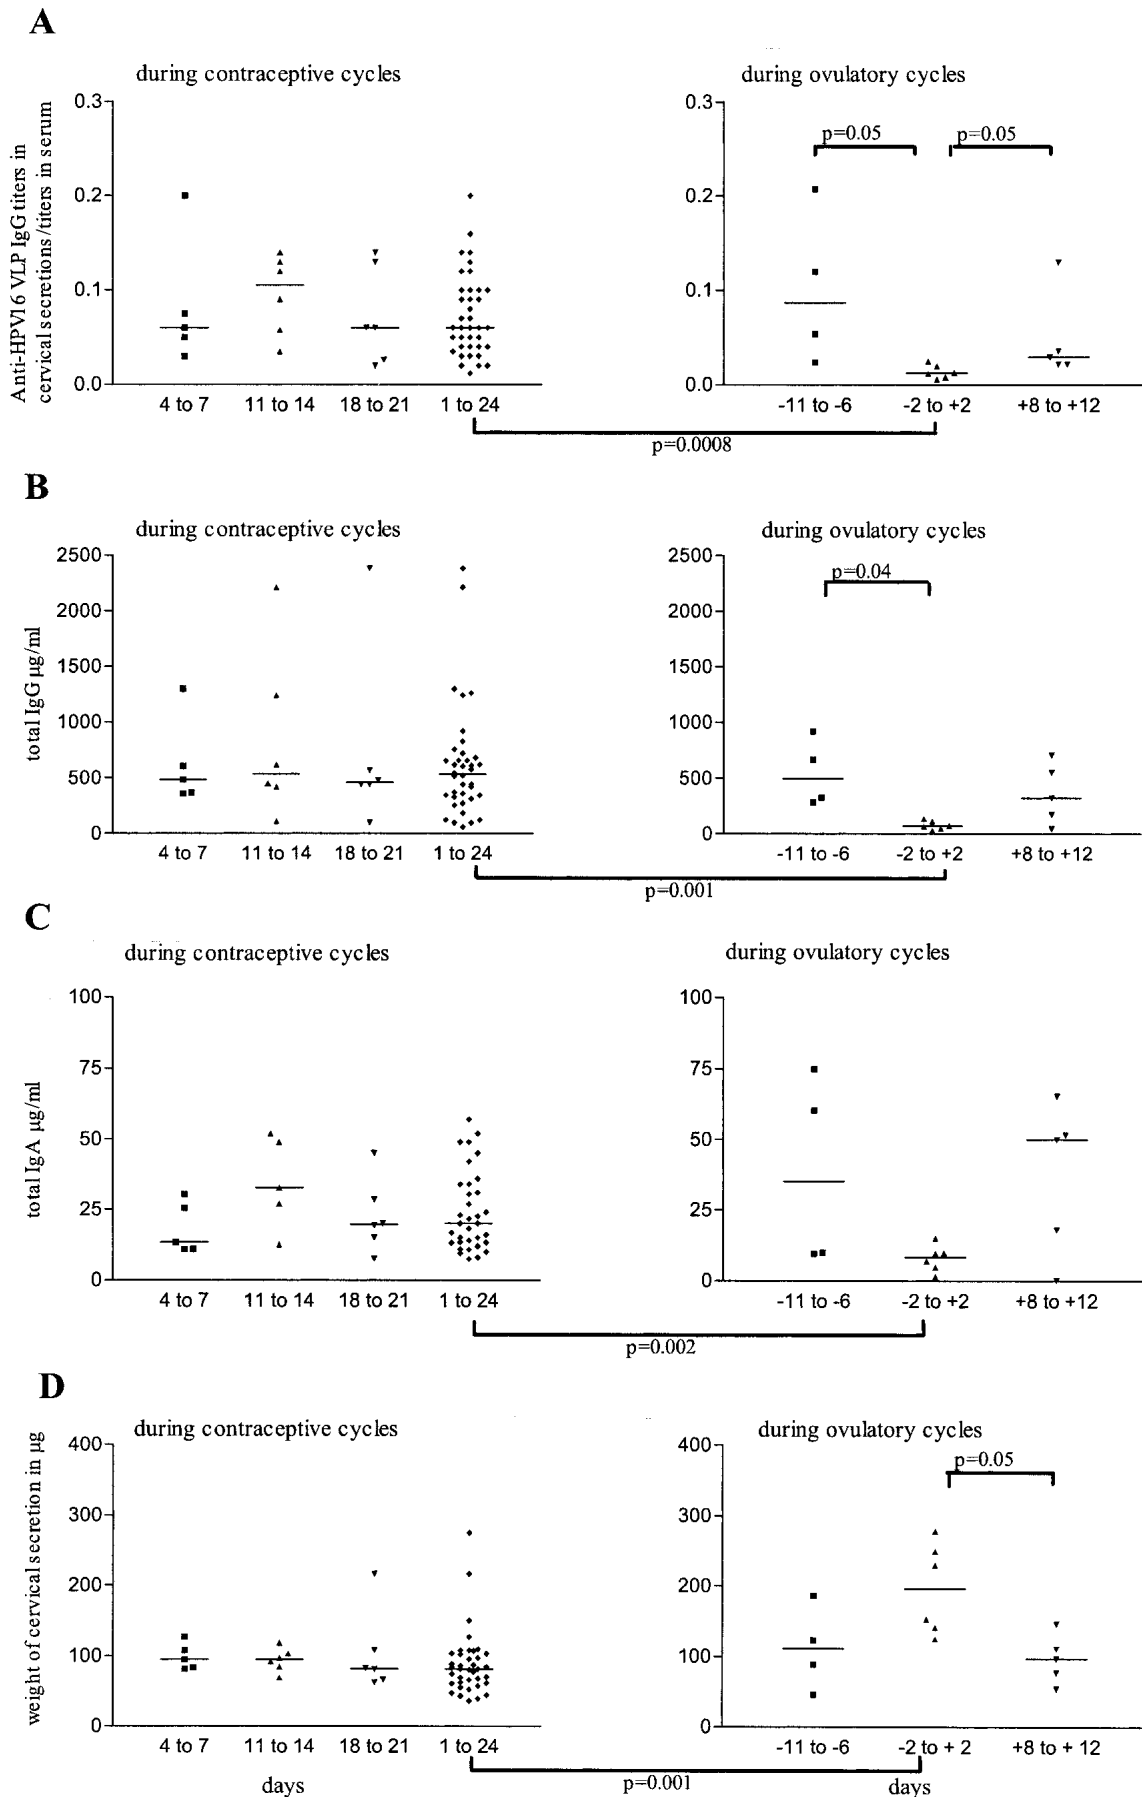 A
during contraceptive cycles
during ovulatory cycles
Anti-HPV16 VLP IgG titers in
cervical secretions/titers in serum
0.3
0.2
0.1
0.0
4 to 7
11 to 14
18 to 21
1 to 24
0.3
0.2
0.1
0.0
p=0.05
p=0.05
-11 to -6
-2 to +2
+8 to +12
p=0.0008
B
during contraceptive cycles
during ovulatory cycles
total IgG µg/ml
2500
2000
1500
1000
500
0
4 to 7
11 to 14
18 to 21
1 to 24
2500
2000
1500
1000
500
0
p=0.04
-11 to -6
-2 to +2
+8 to +12
p=0.001
C
during contraceptive cycles
during ovulatory cycles
total IgA µg/ml
100
75
50
25
0
4 to 7
11 to 14
18 to 21
1 to 24
100
75
50
25
0
-11 to -6
-2 to +2
+8 to +12
p=0.002
D
during contraceptive cycles
during ovulatory cycles
weight of cervical secretion in µg
400
300
200
100
0
4 to 7
11 to 14
18 to 21
1 to 24
400
300
200
100
0
p=0.05
-11 to -6
-2 to + 2
+8 to + 12
p=0.001
days
days